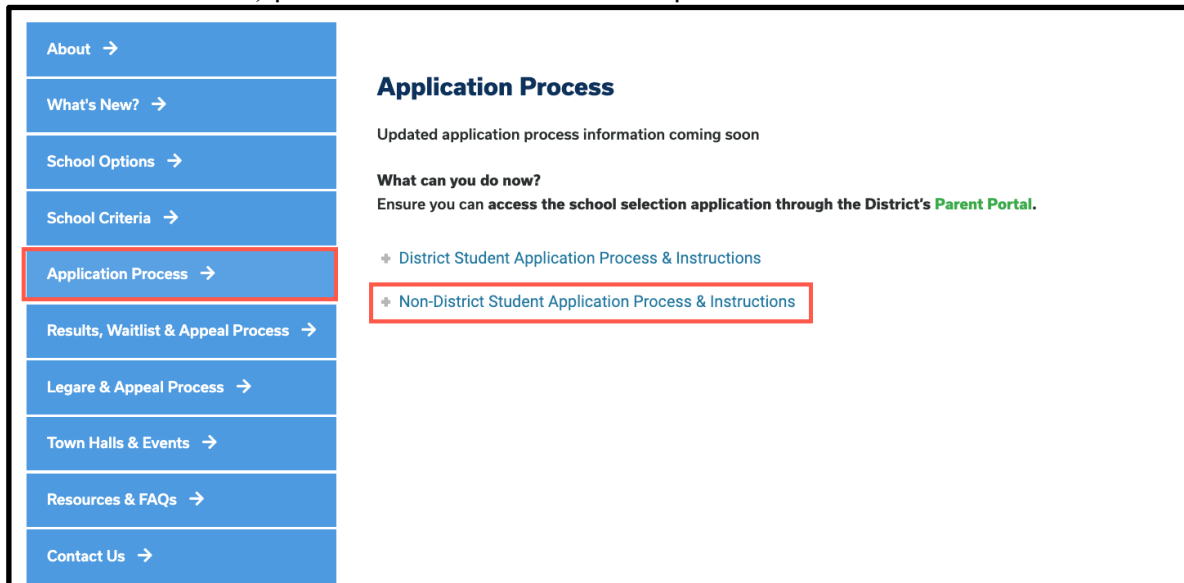 About →
What's New? →
School Options →
School Criteria →
Application Process →
Results, Waitlist & Appeal Process →
Legare & Appeal Process →
Town Halls & Events →
Resources & FAQs →
Contact Us →
Application Process
Updated application process information coming soon
What can you do now?
Ensure you can access the school selection application through the District's Parent Portal.
+ District Student Application Process & Instructions
+ Non-District Student Application Process & Instructions